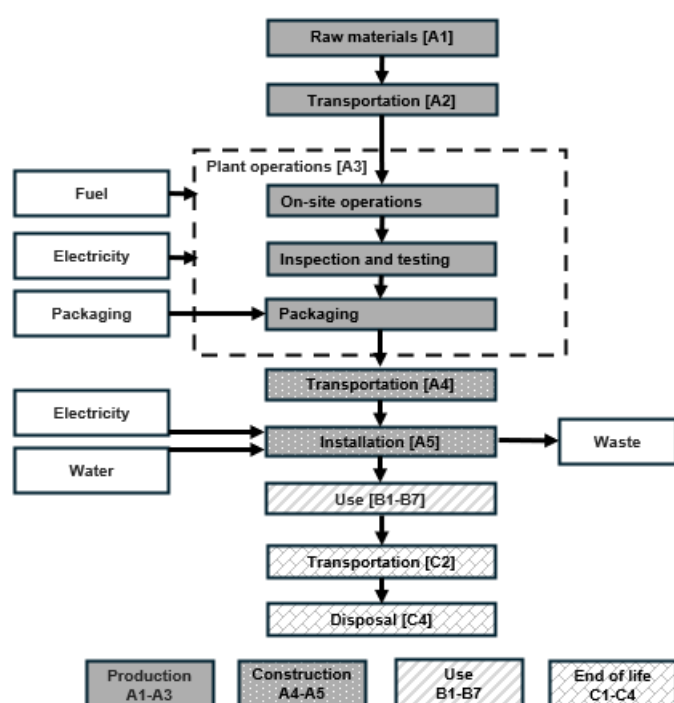 Raw materials [A1]
Transportation [A2]
Plant operations [A3]
Fuel
On-site operations
Electricity
Inspection and testing
Packaging
Packaging
Transportation [A4]
Electricity
Installation [A5]
Waste
Water
Use [B1-B7]
Transportation [C2]
Disposal [C4]
Production
A1-A3
Construction
A4-A5
Use
B1-B7
End of life
C1-C4